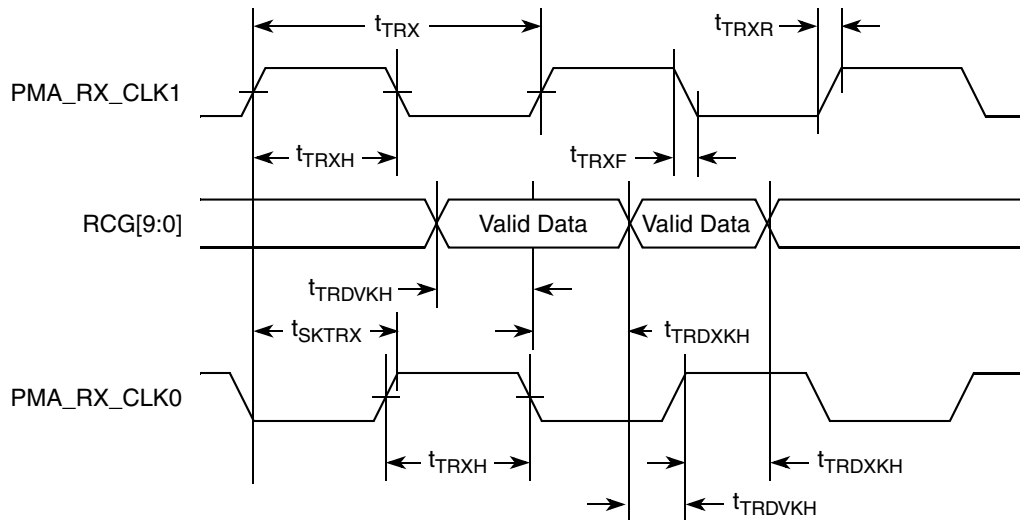 tTRX
tTRXR
PMA_RX_CLK1
tTRXH
tTRXF
RCG[9:0]
Valid Data
Valid Data
tTRDVKH
tSKTRX
tTRDXKH
PMA_RX_CLK0
tTRXH
tTRDXKH
tTRDVKH